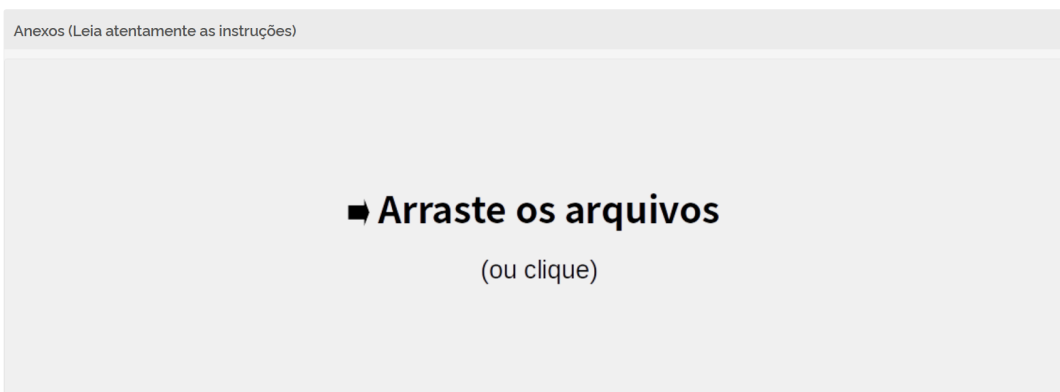 Anexos (Leia atentamente as instruções)
➠ Arraste os arquivos
(ou clique)